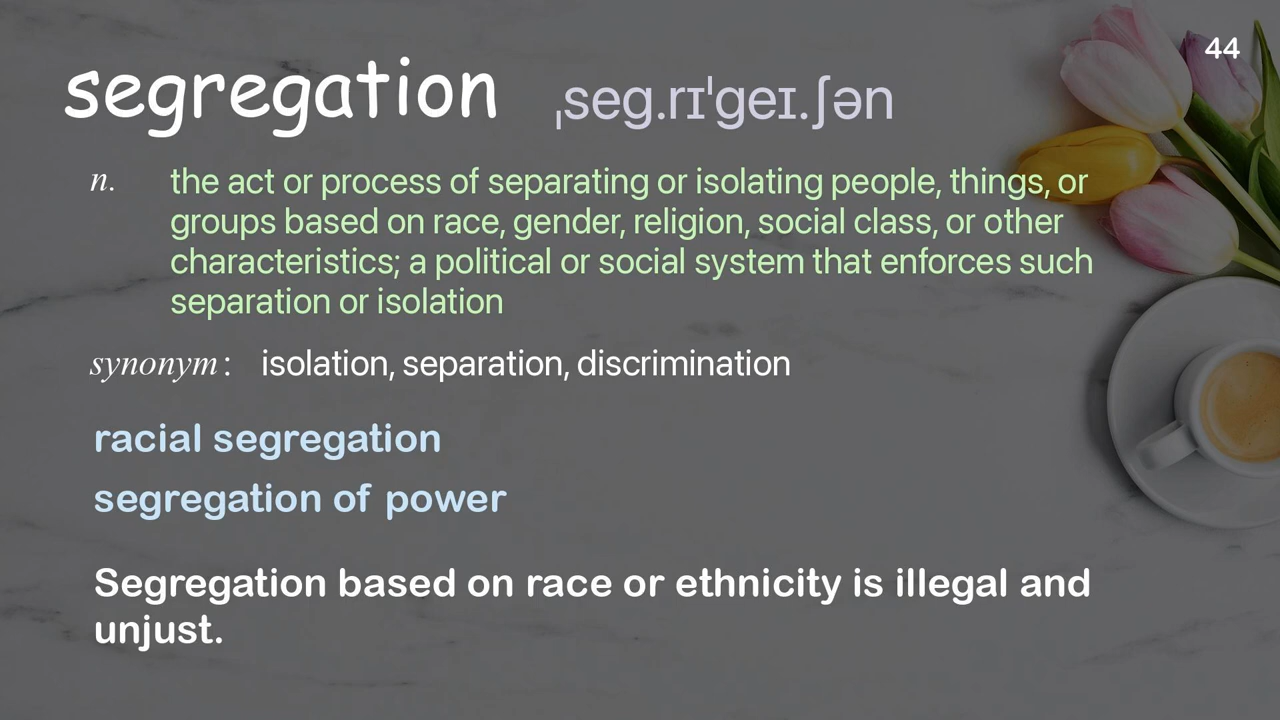 44
segregation ˌseg.rɪˈgeɪ.ʃən
n. the act or process of separating or isolating people, things, or
groups based on race, gender, religion, social class, or other
characteristics; a political or social system that enforces such
separation or isolation
synonym: isolation, separation, discrimination
racial segregation
segregation of power
Segregation based on race or ethnicity is illegal and
unjust.